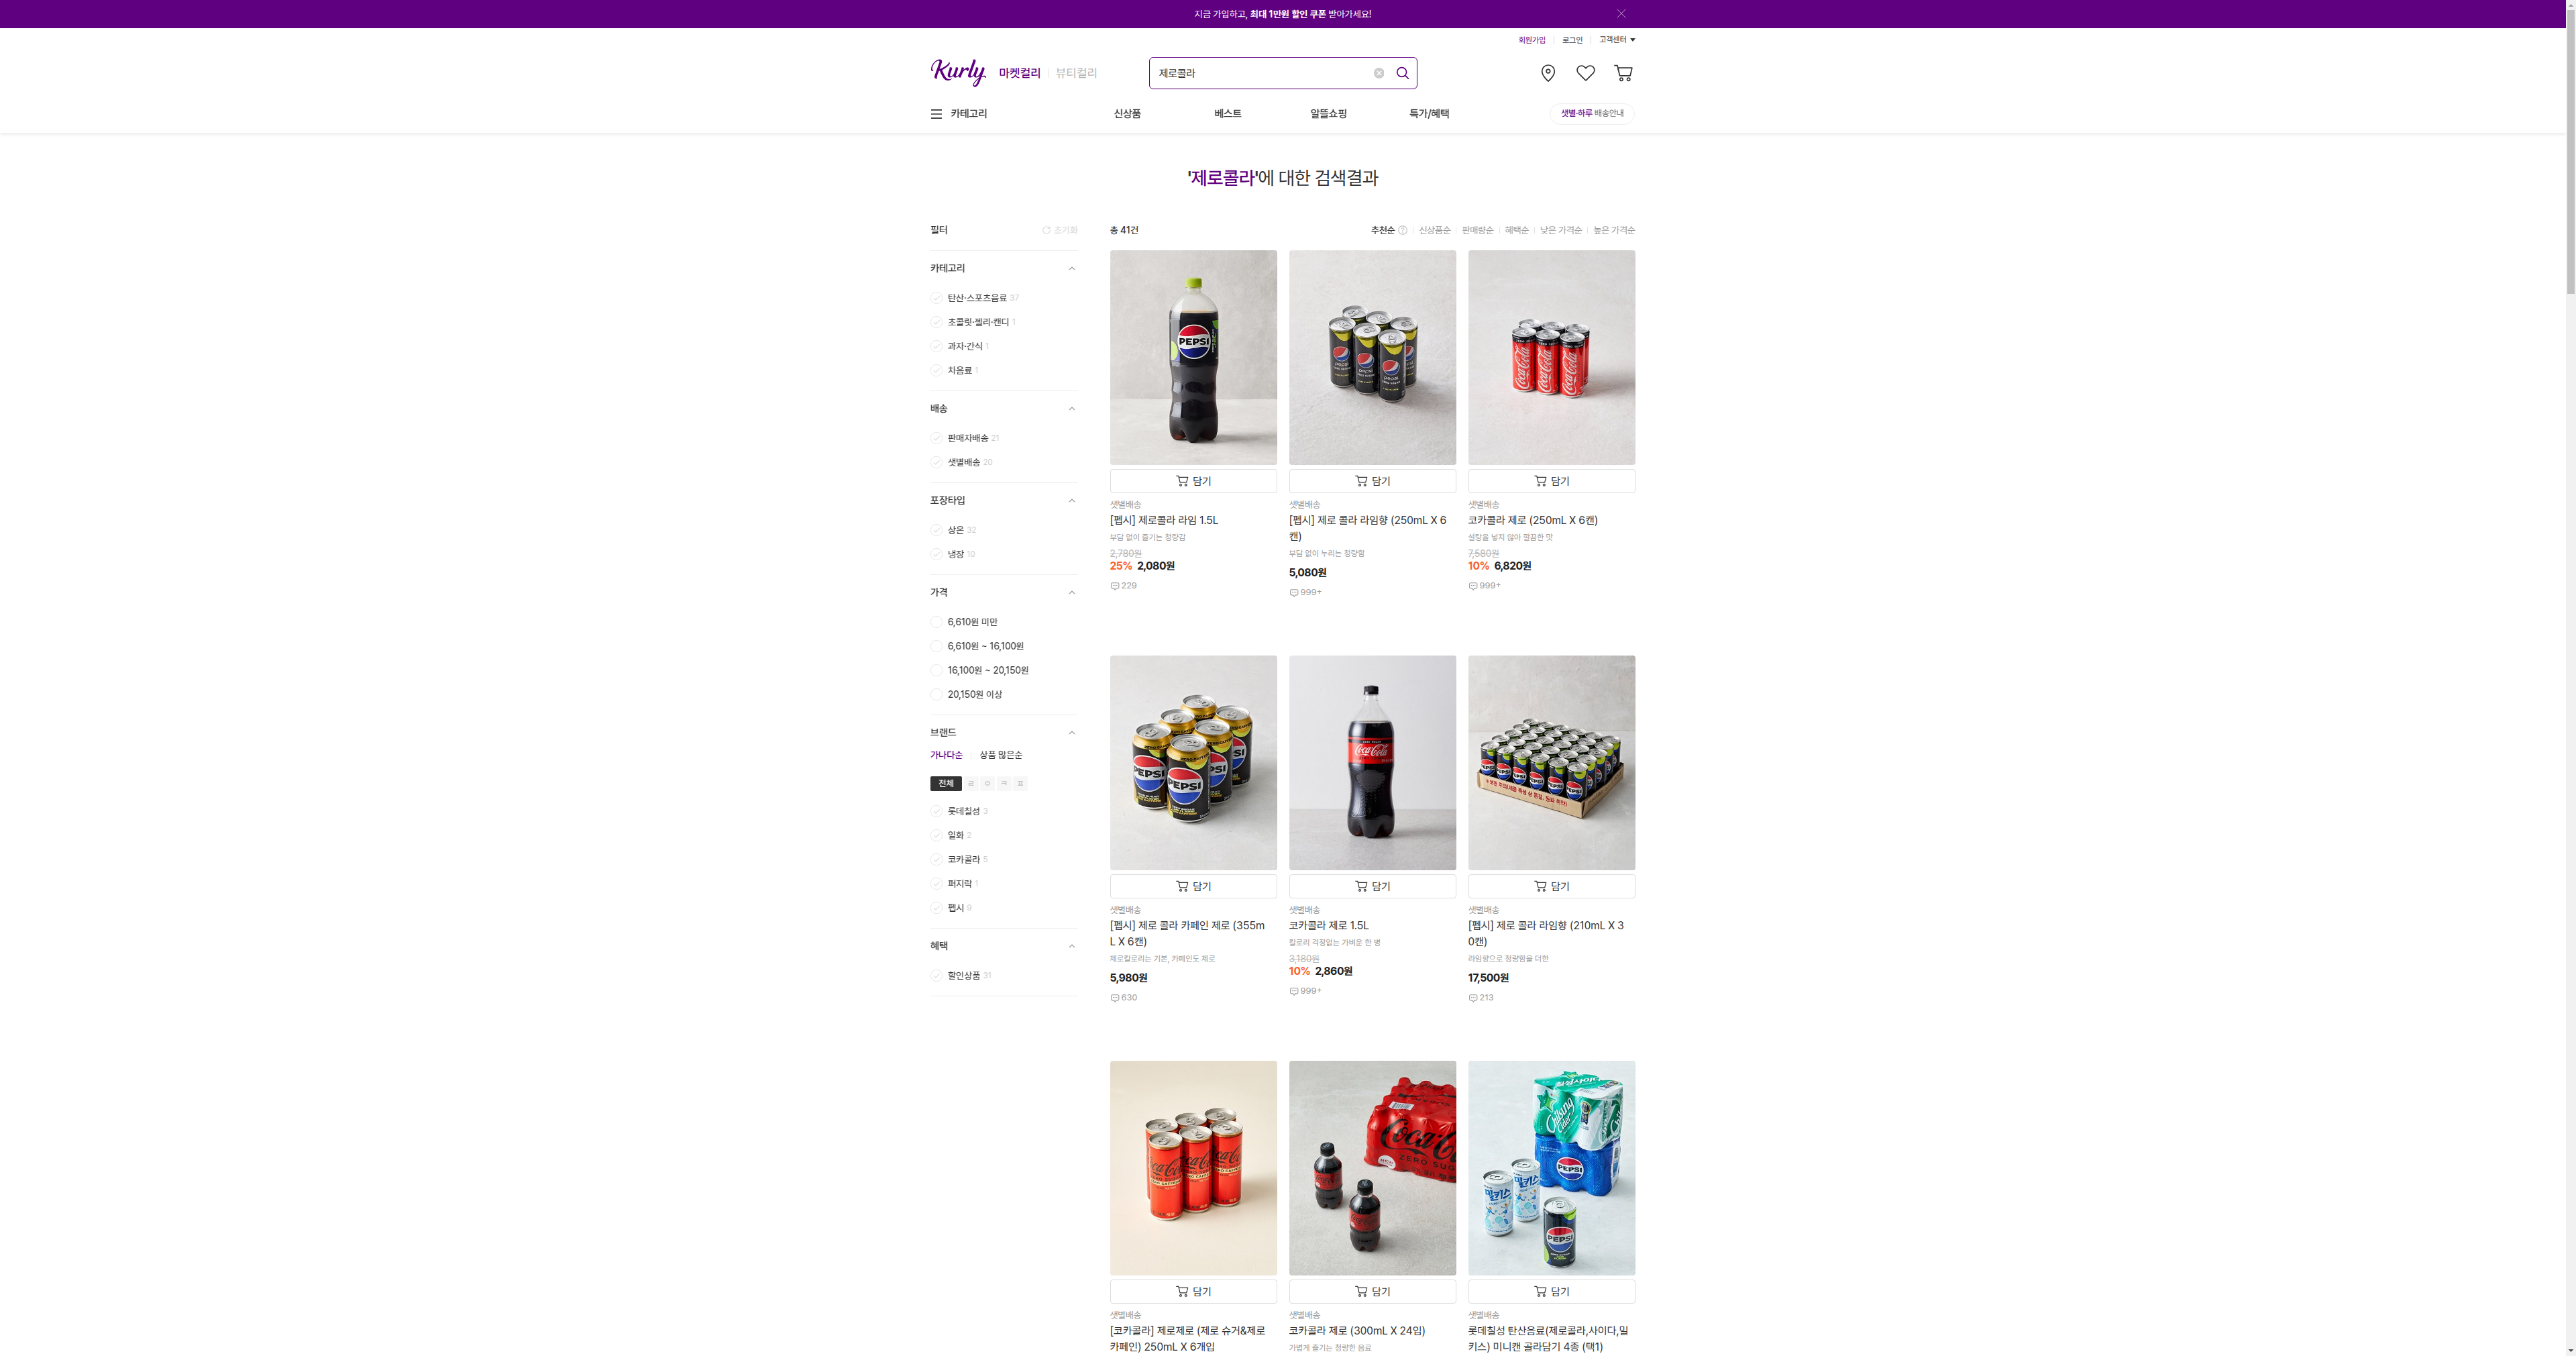 지금 가입하고, 최대 1만원 할인 쿠폰 받아가세요!
회원가입 로그인 고객센터
Kurly 마켓컬리 뷰티컬리 제로콜라
카테고리 신상품 베스트 알뜰쇼핑 특가/혜택 샛별·하루 배송안내
'제로콜라'에 대한 검색결과
필터 초기화
카테고리
탄산·스포츠음료 37
초콜릿·젤리·캔디 1
과자·간식 1
차음료 1
배송
판매자배송 21
샛별배송 20
포장타입
상온 32
냉장 10
가격
6,610원 미만
6,610원 ~ 16,100원
16,100원 ~ 20,150원
20,150원 이상
브랜드
가나다순 상품 많은순
전체 ㄹ ㅇ ㅋ ㅍ
롯데칠성 3
일화 2
코카콜라 5
퍼지락 1
펩시 9
혜택
할인상품 31
총 41건 추천순 신상품순 판매량순 혜택순 낮은 가격순 높은 가격순
PEPSI
담기
샛별배송
[펩시] 제로콜라 라임 1.5L
부담 없이 즐기는 청량감
2,780원
25% 2,080원
229
pepsi
담기
샛별배송
[펩시] 제로 콜라 라임향 (250mL X 6
캔)
부담 없이 누리는 청량함
5,080원
999+
Coca-Cola
담기
샛별배송
코카콜라 제로 (250mL X 6캔)
설탕을 넣지 않아 깔끔한 맛
7,580원
10% 6,820원
999+
PEPSI
담기
샛별배송
[펩시] 제로 콜라 카페인 제로 (355m
L X 6캔)
제로칼로리는 기본, 카페인도 제로
5,980원
630
Coca-Cola
담기
샛별배송
코카콜라 제로 1.5L
칼로리 걱정없는 가벼운 한 병
3,180원
10% 2,860원
999+
담기
샛별배송
[펩시] 제로 콜라 라임향 (210mL X 3
0캔)
라임향으로 청량함을 더한
17,500원
213
Coca-Cola
담기
샛별배송
[코카콜라] 제로제로 (제로 슈거&제로
카페인) 250mL X 6개입
Coca-Cola
ZERO SUG
담기
샛별배송
코카콜라 제로 (300mL X 24입)
가볍게 즐기는 청량한 음료
Chilsung
Cider
PEPSI
밀키스
PEPSI
담기
샛별배송
롯데칠성 탄산음료(제로콜라,사이다,밀
키스) 미니캔 골라담기 4종 (택1)